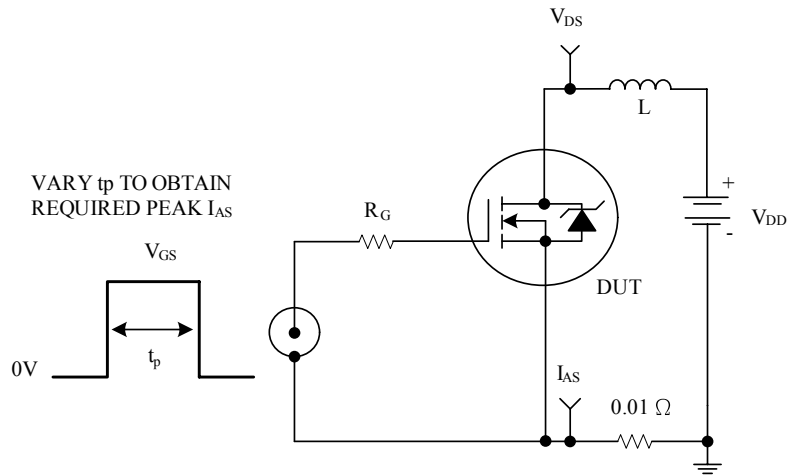 V_DS
L
VARY tp TO OBTAIN
REQUIRED PEAK I_AS
R_G
+
V_DD
-
V_GS
DUT
t_p
0V
I_AS
0.01 Ω